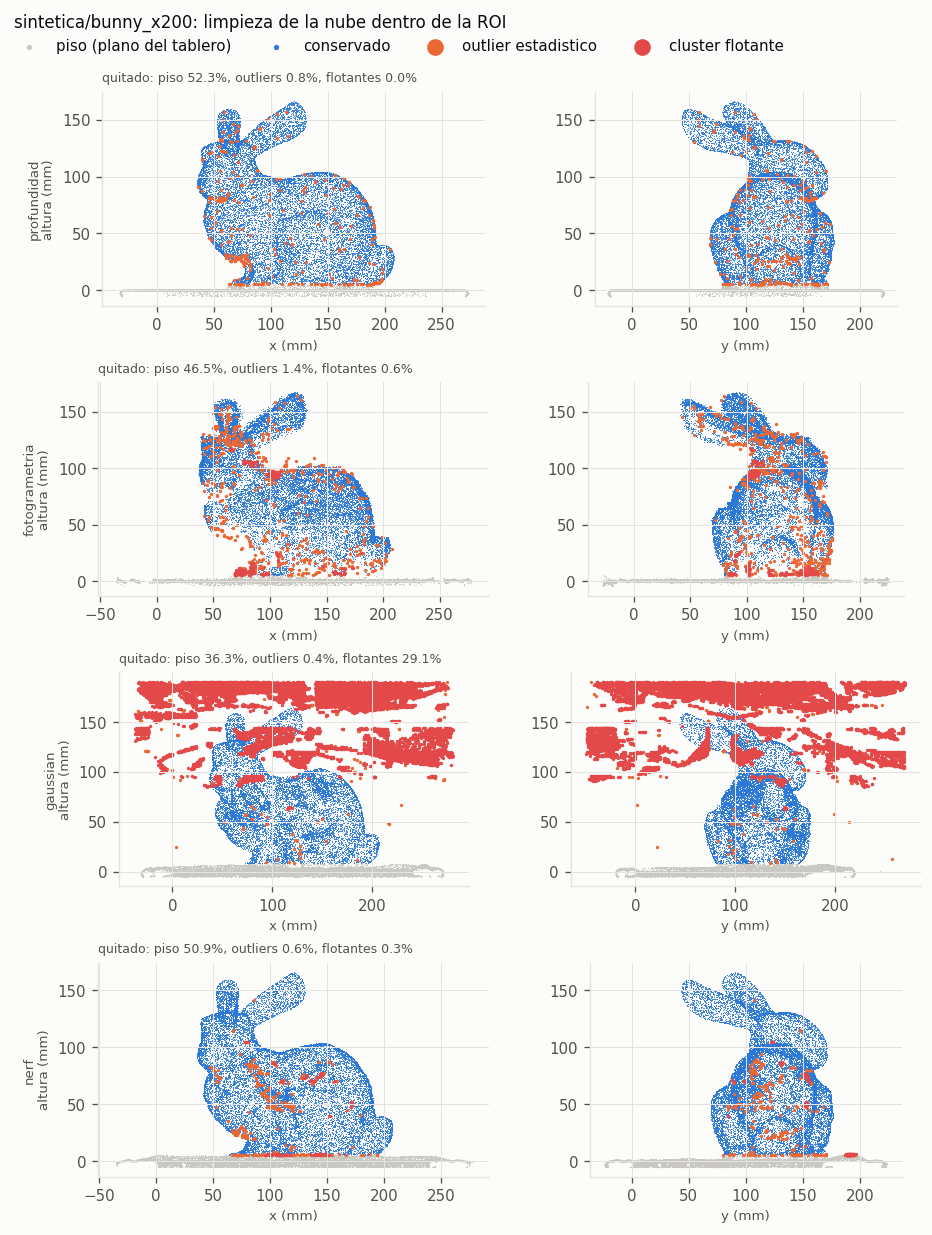 sintetica/bunny_x200: limpieza de la nube dentro de la ROI
piso (plano del tablero) conservado outlier estadistico cluster flotante
quitado: piso 52.3%, outliers 0.8%, flotantes 0.0%
profundidad
altura (mm)
150
100
50
0
0 50 100 150 200 250
x (mm)
150
100
50
0
0 50 100 150 200
y (mm)
quitado: piso 46.5%, outliers 1.4%, flotantes 0.6%
fotogrametria
altura (mm)
150
100
50
0
−50 0 50 100 150 200 250
x (mm)
150
100
50
0
0 50 100 150 200
y (mm)
quitado: piso 36.3%, outliers 0.4%, flotantes 29.1%
gaussian
altura (mm)
150
100
50
0
0 100 200
x (mm)
150
100
50
0
0 100 200
y (mm)
quitado: piso 50.9%, outliers 0.6%, flotantes 0.3%
nerf
altura (mm)
150
100
50
0
−50 0 50 100 150 200 250
x (mm)
150
100
50
0
0 50 100 150 200
y (mm)